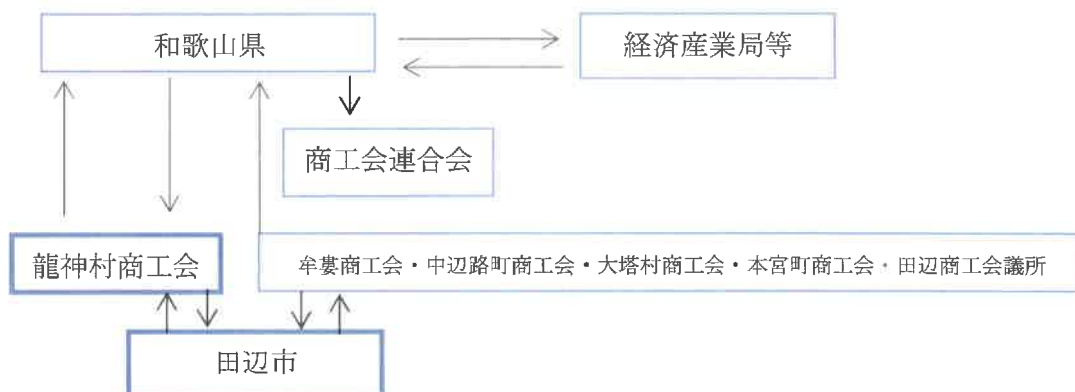 和歌山県
経済産業局等
商工会連合会
龍神村商工会
牟婁商工会・中辺路町商工会・大塔村商工会・本宮町商工会・田辺商工会議所
田辺市